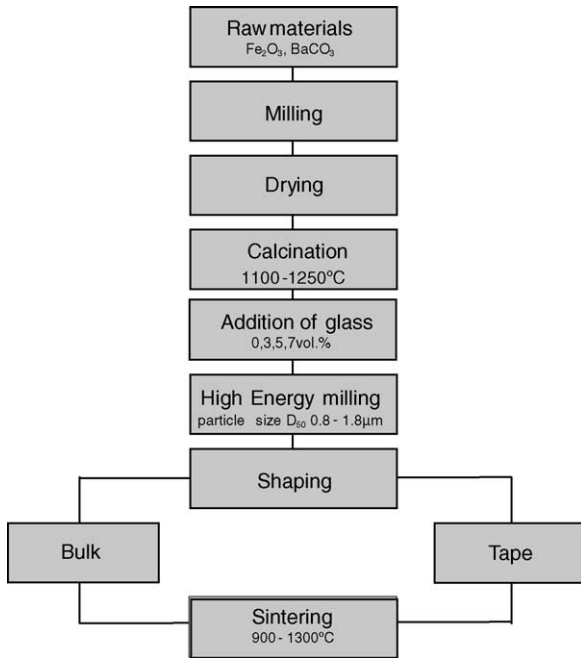 Raw materials
Fe₂O₃, BaCO₃
Milling
Drying
Calcination
1100-1250ºC
Addition of glass
0,3,5,7vol.%
High Energy milling
particle size D₅₀ 0.8 - 1.8µm
Shaping
Bulk
Tape
Sintering
900 - 1300ºC